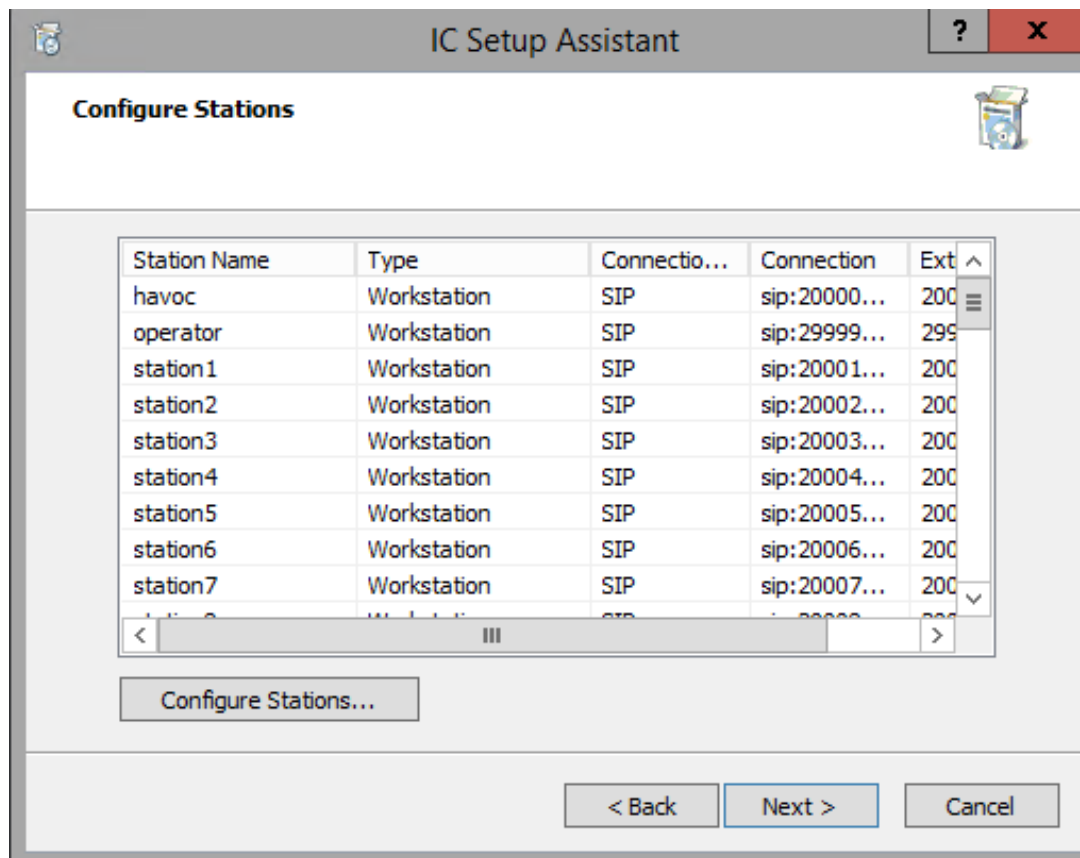 IC Setup Assistant ? x
Configure Stations
Station Name Type Connectio... Connection Ext
havoc Workstation SIP sip:20000... 200
operator Workstation SIP sip:29999... 299
station1 Workstation SIP sip:20001... 200
station2 Workstation SIP sip:20002... 200
station3 Workstation SIP sip:20003... 200
station4 Workstation SIP sip:20004... 200
station5 Workstation SIP sip:20005... 200
station6 Workstation SIP sip:20006... 200
station7 Workstation SIP sip:20007... 200
Configure Stations...
< Back Next > Cancel